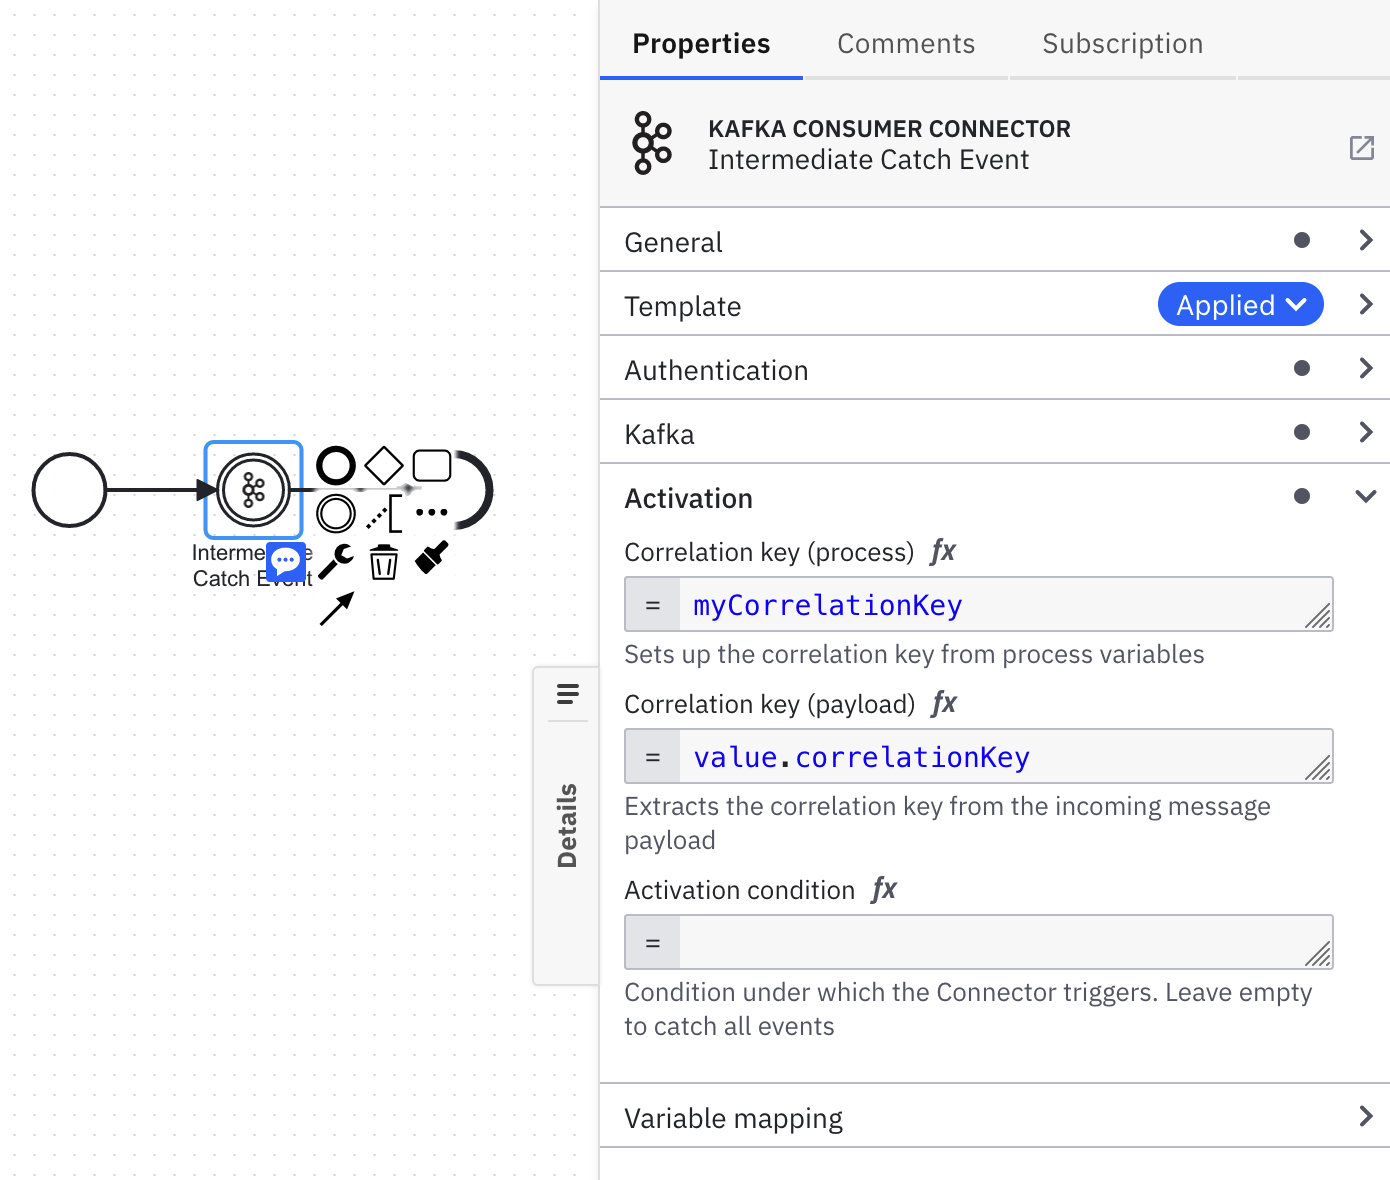 Properties
Comments
Subscription
KAFKA CONSUMER CONNECTOR
Intermediate Catch Event
General
Template
Applied
Authentication
Kafka
Activation
Correlation key (process) fx
= myCorrelationKey
Sets up the correlation key from process variables
Correlation key (payload) fx
= value.correlationKey
Extracts the correlation key from the incoming message
payload
Activation condition fx
=
Condition under which the Connector triggers. Leave empty
to catch all events
Variable mapping
Details
Catch